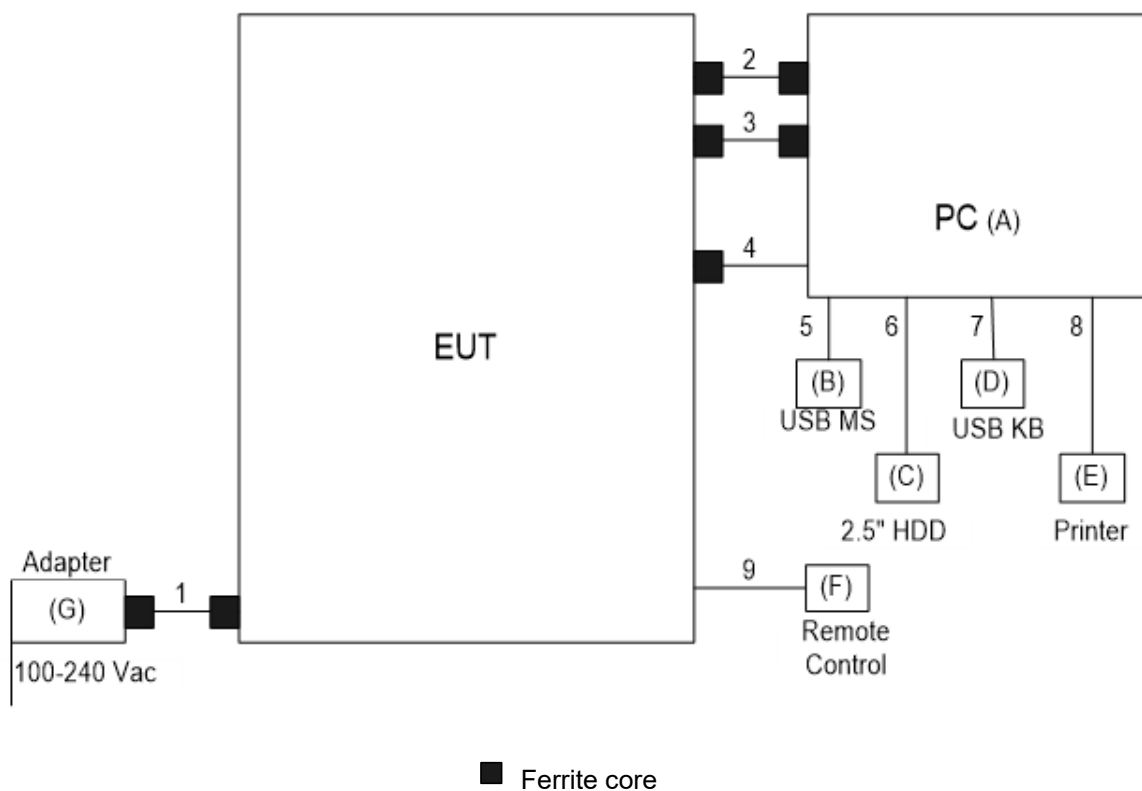 2
3
PC (A)
4
EUT
5
6
7
8
(B)
USB MS
(D)
USB KB
(C)
2.5" HDD
(E)
Printer
Adapter
(G)
1
100-240 Vac
9
(F)
Remote
Control
Ferrite core